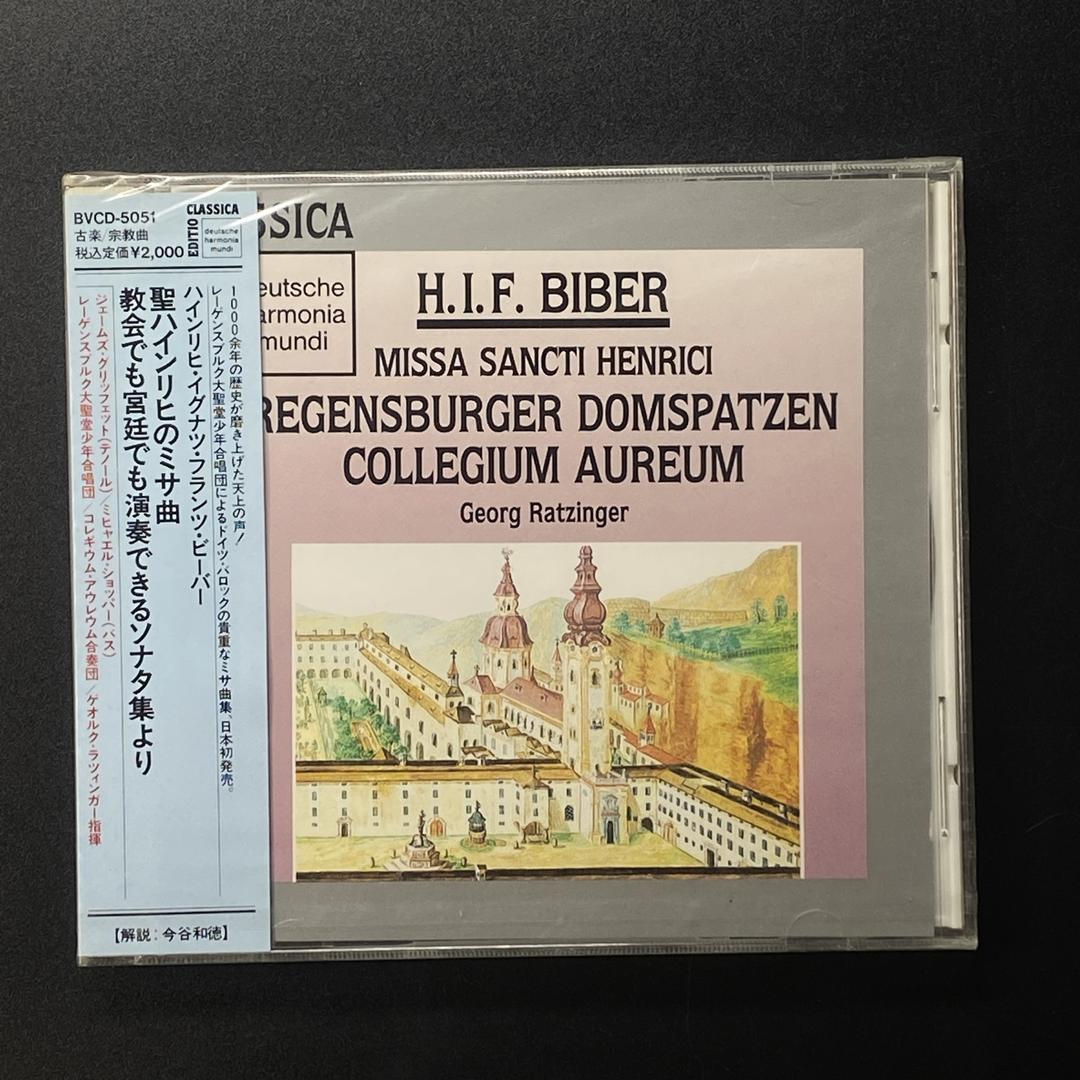 BVCD-5051
古楽/宗教曲
税込定価¥2,000
EDITIO CLASSICA
deutsche
harmonia
mundi
1000余年の歴史が磨き上げた天上の声!
レーゲンスブルク大聖堂少年合唱団によるドイツ・バロックの貴重なミサ曲集、日本初発売。
ハインリヒ・イグナツ・フランツ・ビーバー
聖ハインリヒのミサ曲
教会でも宮廷でも演奏できるソナタ集より
ジェームズ・グリッフェット(テノール)/ミヒャエル・ショッパー(バス)
レーゲンスブルク大聖堂少年合唱団/コレギウム・アウレウム合奏団/ゲオルク・ラツィンガー指揮
【解説:今谷和徳】
SSICA
eutsche
armonia
mundi
H.I.F. BIBER
MISSA SANCTI HENRICI
REGENSBURGER DOMSPATZEN
COLLEGIUM AUREUM
Georg Ratzinger